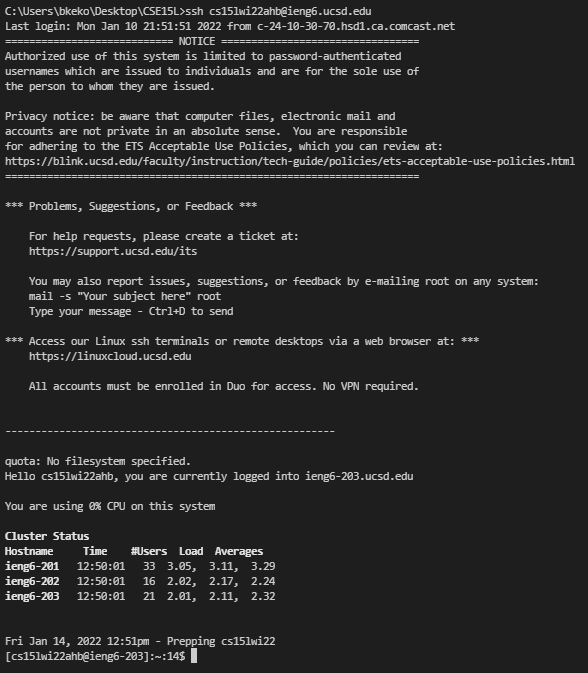 C:\Users\bkeko\Desktop\CSE15L>ssh cs15lwi22ahb@ieng6.ucsd.edu
Last login: Mon Jan 10 21:51:51 2022 from c-24-10-30-70.hsd1.ca.comcast.net
============================ NOTICE =================================
Authorized use of this system is limited to password-authenticated
usernames which are issued to individuals and are for the sole use of
the person to whom they are issued.
Privacy notice: be aware that computer files, electronic mail and
accounts are not private in an absolute sense.  You are responsible
for adhering to the ETS Acceptable Use Policies, which you can review at:
https://blink.ucsd.edu/faculty/instruction/tech-guide/policies/ets-acceptable-use-policies.html
=====================================================================
*** Problems, Suggestions, or Feedback ***
    For help requests, please create a ticket at:
    https://support.ucsd.edu/its
    You may also report issues, suggestions, or feedback by e-mailing root on any system:
    mail -s "Your subject here" root
    Type your message - Ctrl+D to send
*** Access our Linux ssh terminals or remote desktops via a web browser at: ***
    https://linuxcloud.ucsd.edu
    All accounts must be enrolled in Duo for access. No VPN required.
-------------------------------------------------------
quota: No filesystem specified.
Hello cs15lwi22ahb, you are currently logged into ieng6-203.ucsd.edu
You are using 0% CPU on this system
Cluster Status
Hostname     Time    #Users  Load  Averages
ieng6-201   12:50:01   33  3.05,  3.11,  3.29
ieng6-202   12:50:01   16  2.02,  2.17,  2.24
ieng6-203   12:50:01   21  2.01,  2.11,  2.32
Fri Jan 14, 2022 12:51pm - Prepping cs15lwi22
[cs15lwi22ahb@ieng6-203]:~:14$